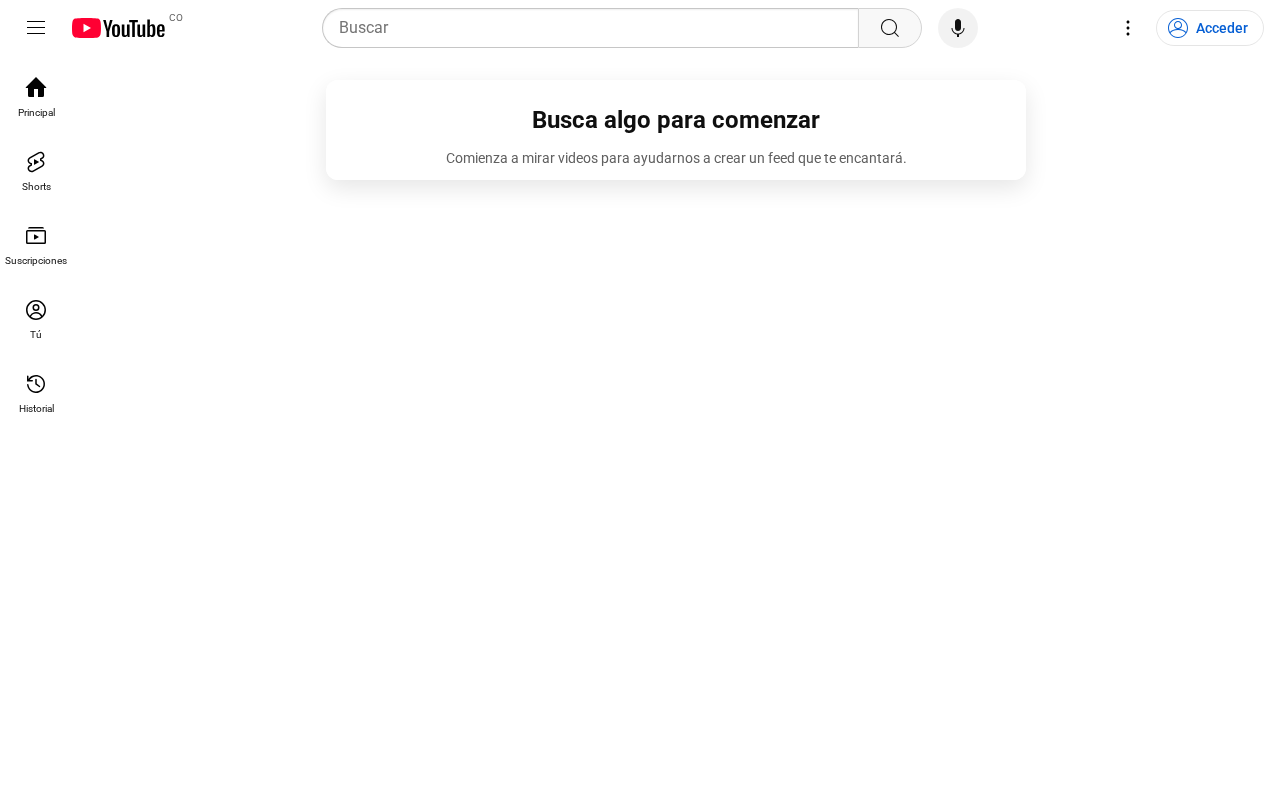 YouTube CO
Buscar
Acceder
Principal
Shorts
Suscripciones
Tú
Historial
Busca algo para comenzar
Comienza a mirar videos para ayudarnos a crear un feed que te encantará.